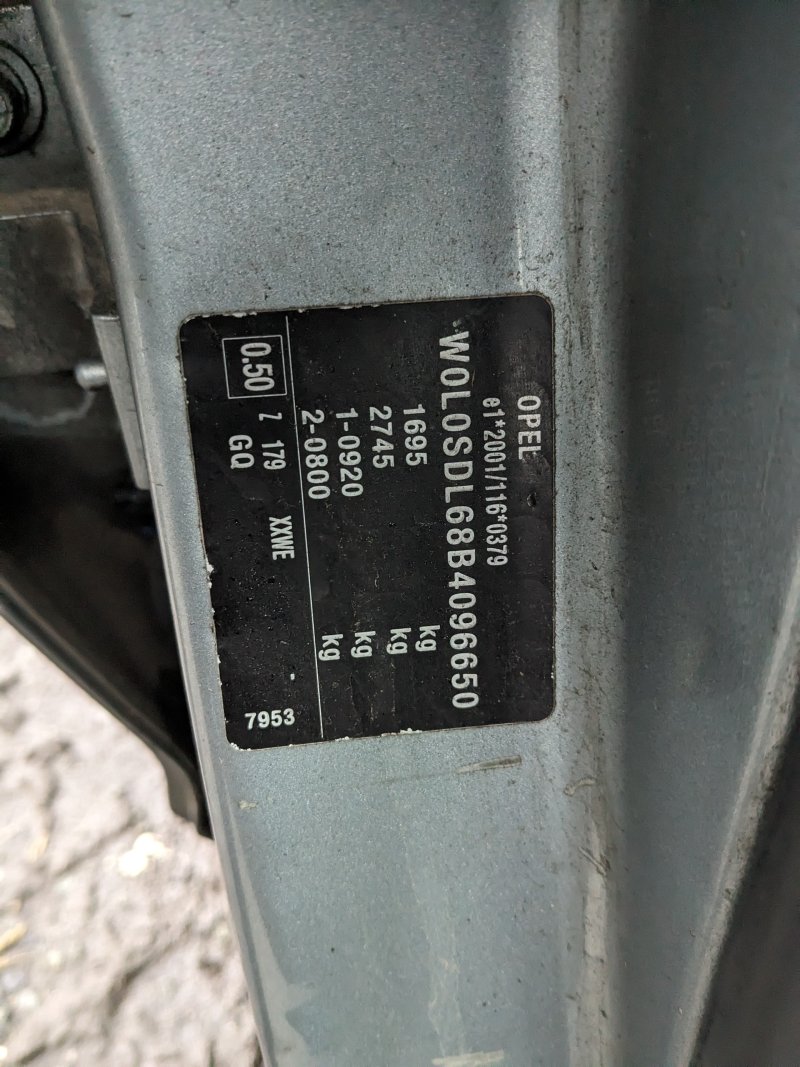 OPEL
e1*2001/116*0379
W0L0SDL68B4096650
1695 kg
2745 kg
1-0920 kg
2-0800 kg
0.50 Z 179 XXWE
GQ 7953